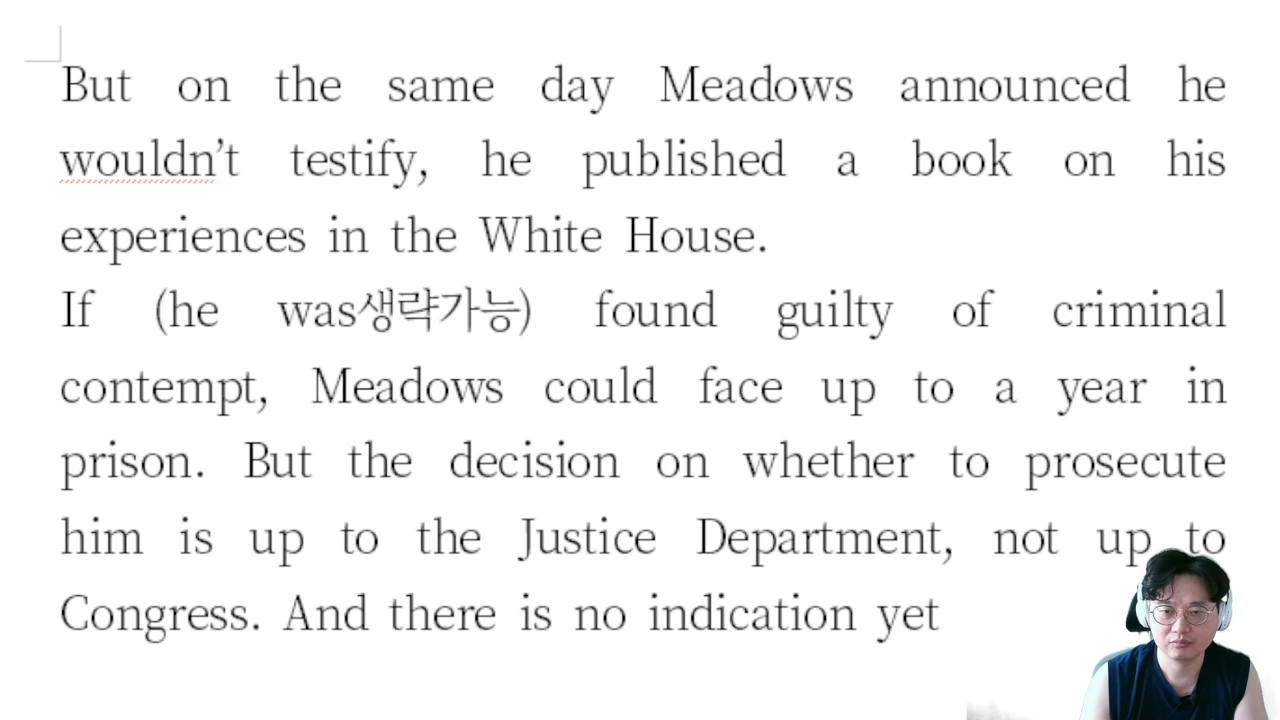 But on the same day Meadows announced he
wouldn’t testify, he published a book on his
experiences in the White House.
If (he was생략가능) found guilty of criminal
contempt, Meadows could face up to a year in
prison. But the decision on whether to prosecute
him is up to the Justice Department, not up to
Congress. And there is no indication yet